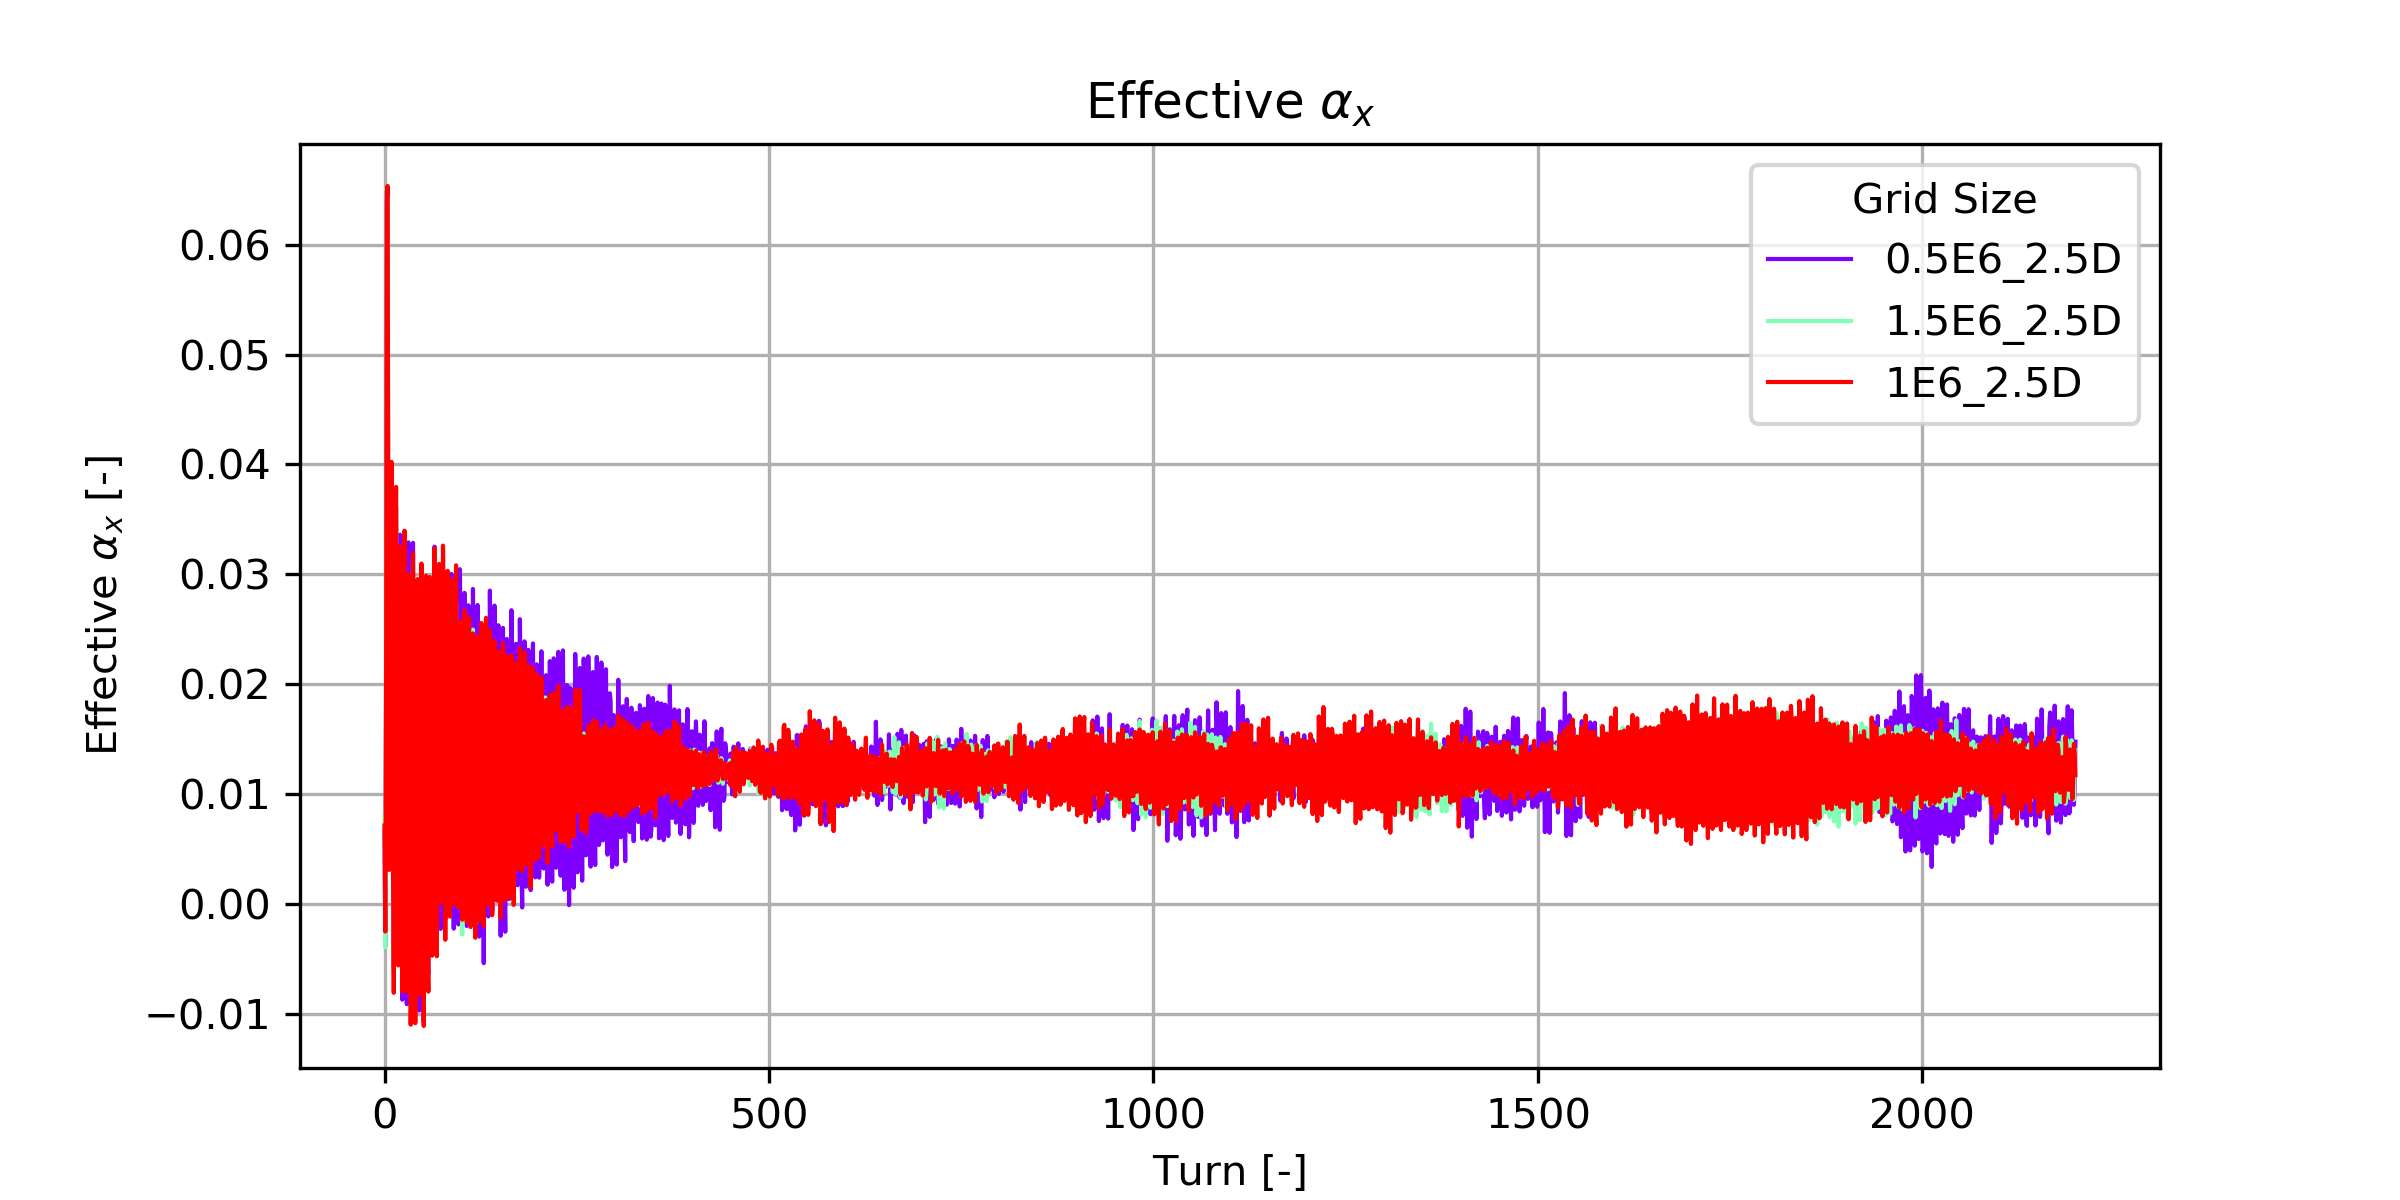 Effective αₓ
Grid Size
0.5E6_2.5D
1.5E6_2.5D
1E6_2.5D
Effective αₓ [-]
0.06
0.05
0.04
0.03
0.02
0.01
0.00
−0.01
0 500 1000 1500 2000
Turn [-]